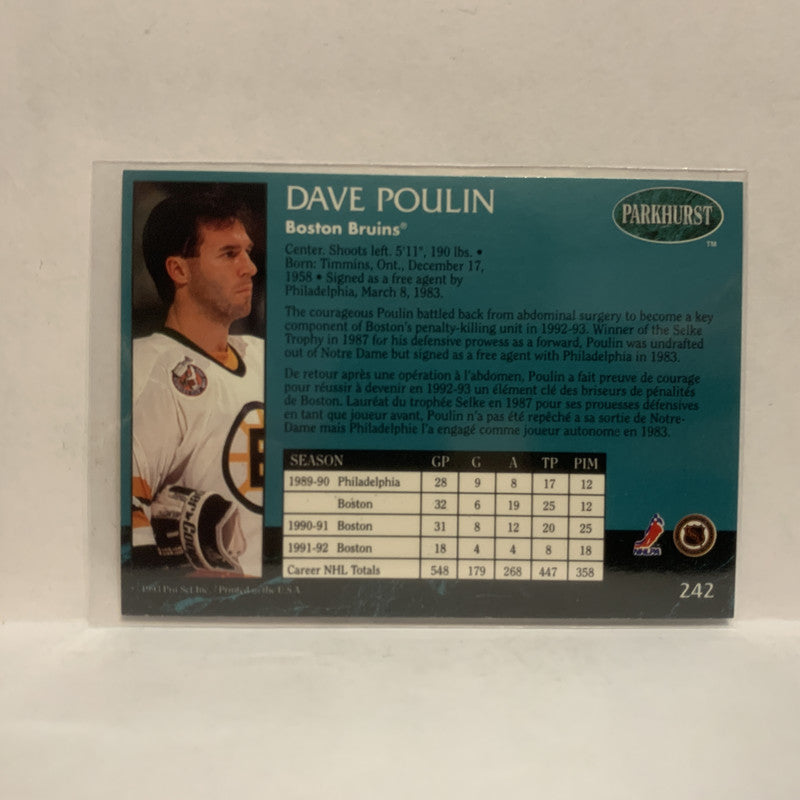 DAVE POULIN
Boston Bruins®
PARKHURST
TM
Center. Shoots left. 5'11", 190 lbs. •
Born: Timmins, Ont., December 17,
1958 • Signed as a free agent by
Philadelphia, March 8, 1983.
The courageous Poulin battled back from abdominal surgery to become a key
component of Boston's penalty-killing unit in 1992-93. Winner of the Selke
Trophy in 1987 for his defensive prowess as a forward, Poulin was undrafted
out of Notre Dame but signed as a free agent with Philadelphia in 1983.
De retour après une opération à l'abdomen, Poulin a fait preuve de courage
pour réussir à devenir en 1992-93 un élément clé des briseurs de pénalités
de Boston. Lauréat du trophée Selke en 1987 pour ses prouesses défensives
en tant que joueur avant, Poulin n'a pas été repêché a sa sortie de Notre-
Dame mais Philadelphie l'a engagé comme joueur autonome en 1983.
SEASON GP G A TP PIM
1989-90 Philadelphia 28 9 8 17 12
Boston 32 6 19 25 12
1990-91 Boston 31 8 12 20 25
1991-92 Boston 18 4 4 8 18
Career NHL Totals 548 179 268 447 358
NHLPA
NHL
1993 Pro Set Inc. / Printed in the U.S.A.
242